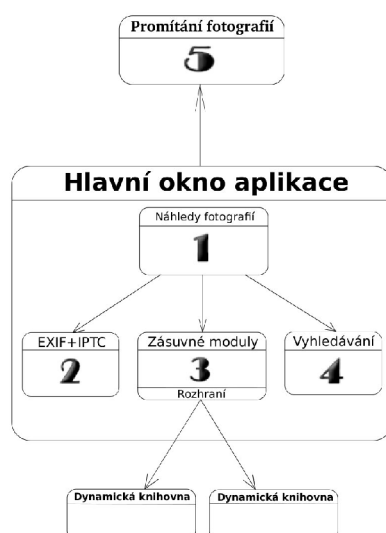 Promítání fotografií
5
Hlavní okno aplikace
Náhledy fotografií
1
EXIF+IPTC
2
Zásuvné moduly
3
Rozhraní
Vyhledávání
4
Dynamická knihovna
Dynamická knihovna